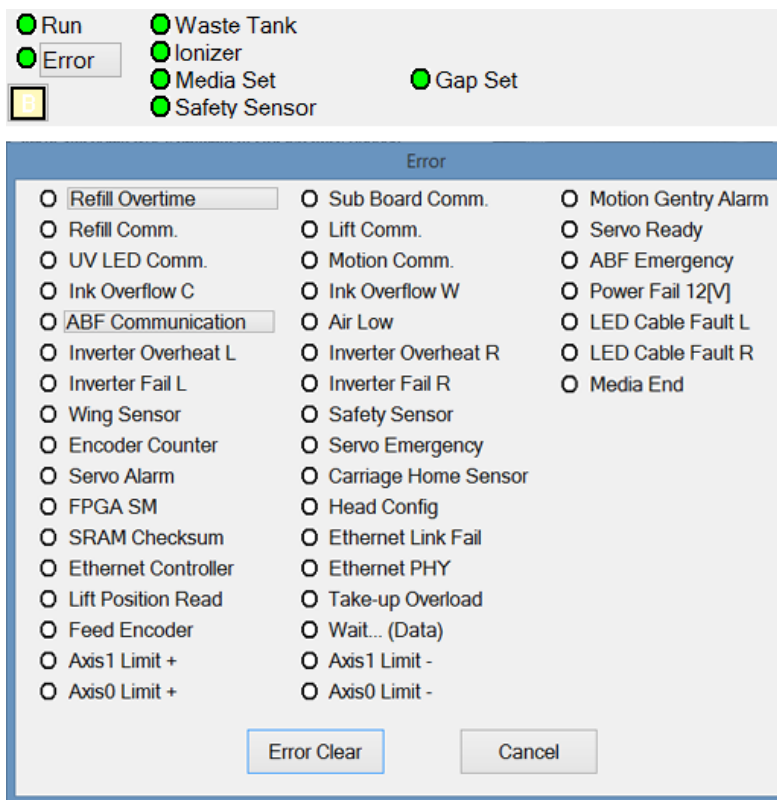 Run Waste Tank
Error Ionizer
Media Set Gap Set
B Safety Sensor
Error
Refill Overtime Sub Board Comm. Motion Gentry Alarm
Refill Comm. Lift Comm. Servo Ready
UV LED Comm. Motion Comm. ABF Emergency
Ink Overflow C Ink Overflow W Power Fail 12[V]
ABF Communication Air Low LED Cable Fault L
Inverter Overheat L Inverter Overheat R LED Cable Fault R
Inverter Fail L Inverter Fail R Media End
Wing Sensor Safety Sensor
Encoder Counter Servo Emergency
Servo Alarm Carriage Home Sensor
FPGA SM Head Config
SRAM Checksum Ethernet Link Fail
Ethernet Controller Ethernet PHY
Lift Position Read Take-up Overload
Feed Encoder Wait... (Data)
Axis1 Limit + Axis1 Limit -
Axis0 Limit + Axis0 Limit -
Error Clear Cancel